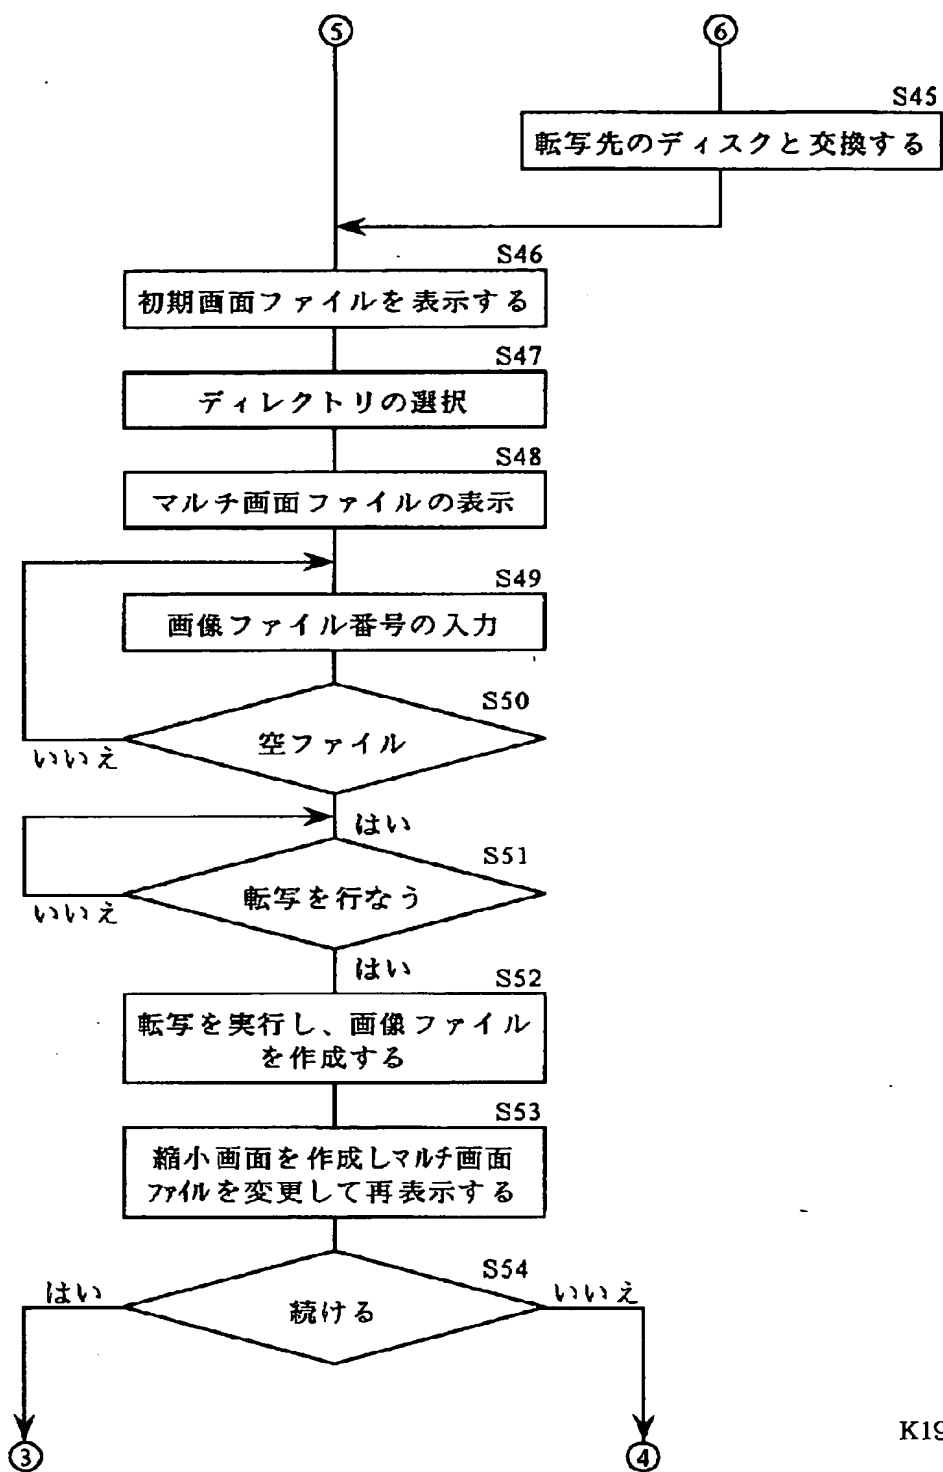 ⑤
⑥
S45
転写先のディスクと交換する
S46
初期画面ファイルを表示する
S47
ディレクトリの選択
S48
マルチ画面ファイルの表示
S49
画像ファイル番号の入力
S50
空ファイル
いいえ
はい
S51
転写を行なう
いいえ
はい
S52
転写を実行し、画像ファイル
を作成する
S53
縮小画面を作成しマルチ画面
ファイルを変更して再表示する
S54
はい
続ける
いいえ
③
④
K19